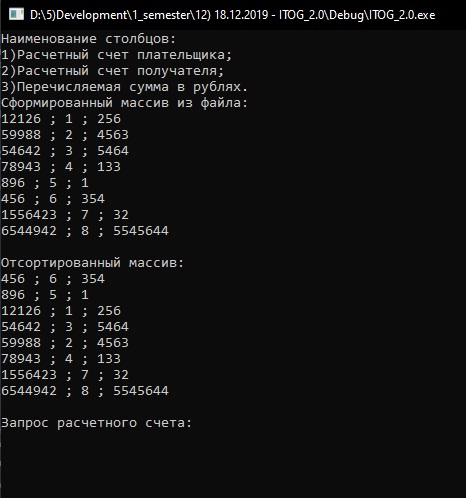 D:\5)Development\1_semester\12) 18.12.2019 - ITOG_2.0\Debug\ITOG_2.0.exe
Наименование столбцов:
1)Расчетный счет плательщика;
2)Расчетный счет получателя;
3)Перечисляемая сумма в рублях.
Сформированный массив из файла:
12126 ; 1 ; 256
59988 ; 2 ; 4563
54642 ; 3 ; 5464
78943 ; 4 ; 133
896 ; 5 ; 1
456 ; 6 ; 354
1556423 ; 7 ; 32
6544942 ; 8 ; 5545644
Отсортированный массив:
456 ; 6 ; 354
896 ; 5 ; 1
12126 ; 1 ; 256
54642 ; 3 ; 5464
59988 ; 2 ; 4563
78943 ; 4 ; 133
1556423 ; 7 ; 32
6544942 ; 8 ; 5545644
Запрос расчетного счета: